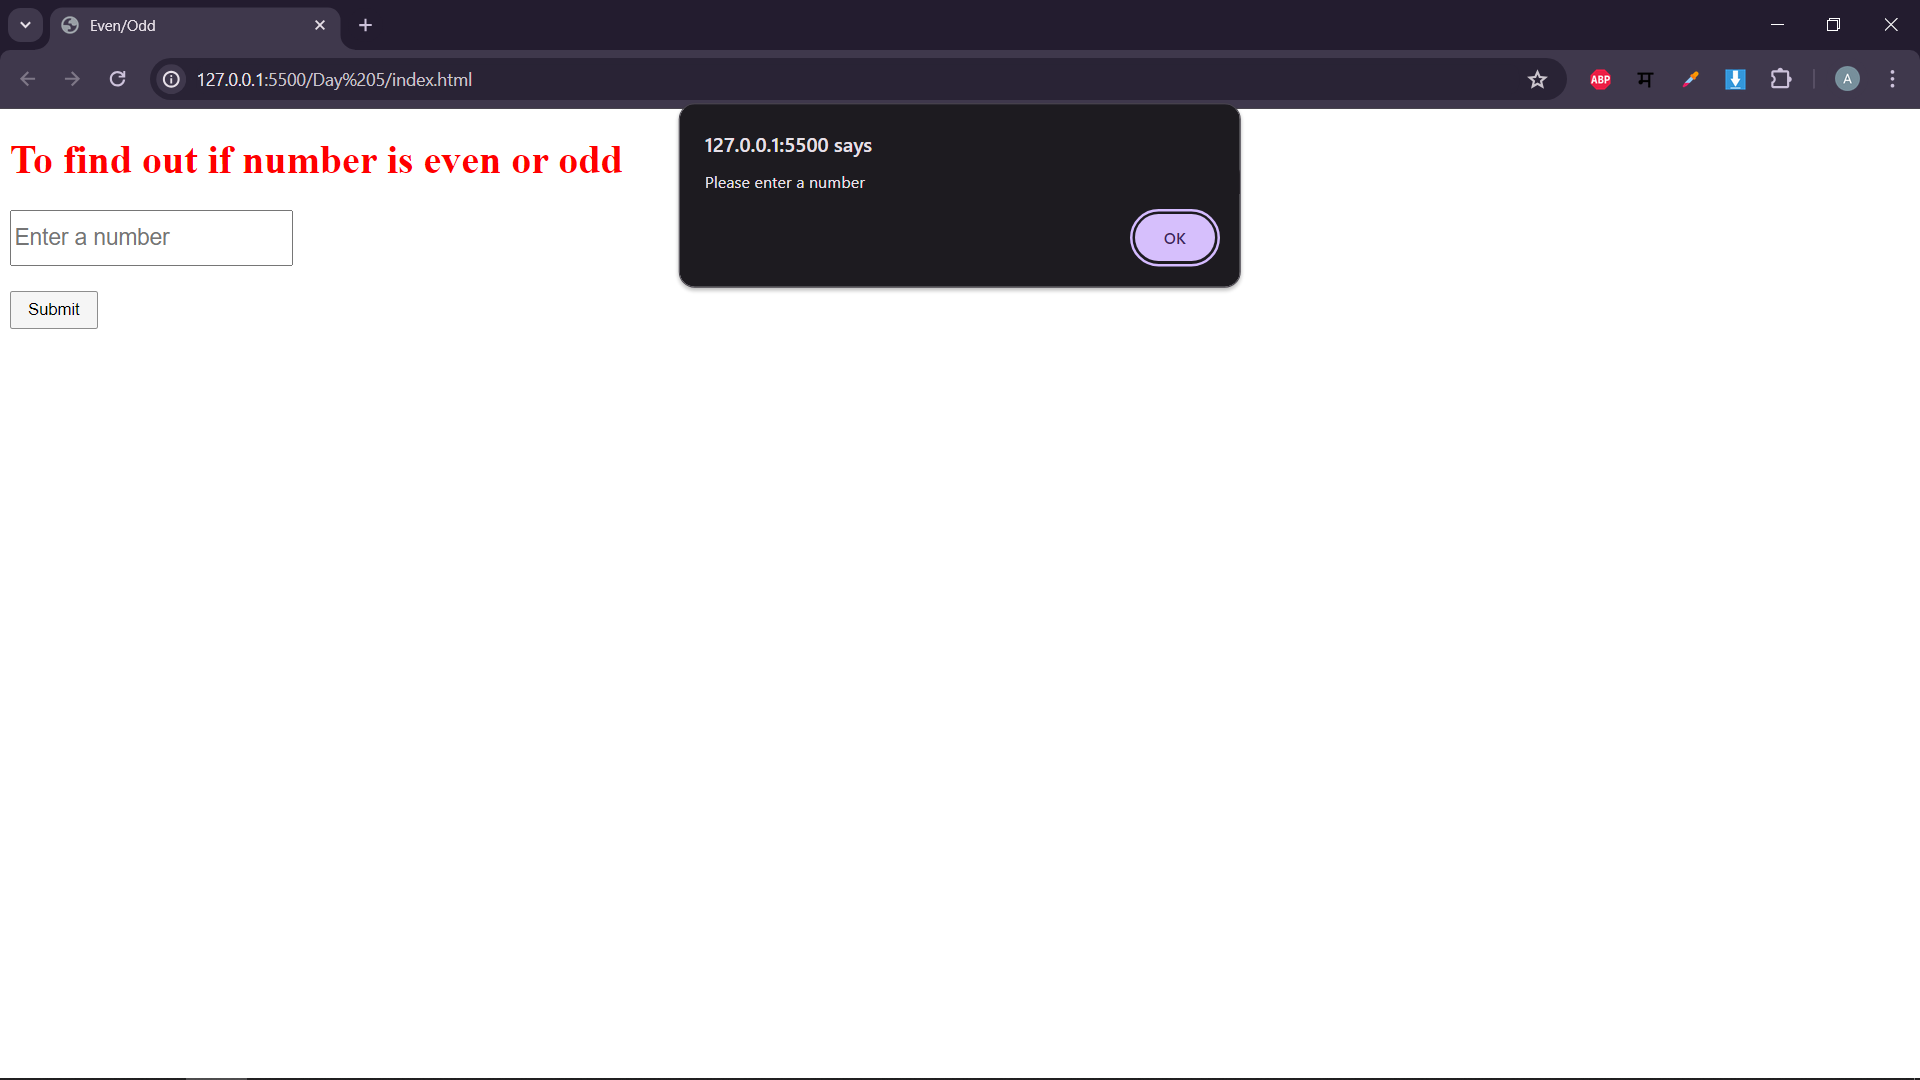 Even/Odd
127.0.0.1:5500/Day%205/index.html
ABP
म
A
127.0.0.1:5500 says
Please enter a number
OK
To find out if number is even or odd
Enter a number
Submit